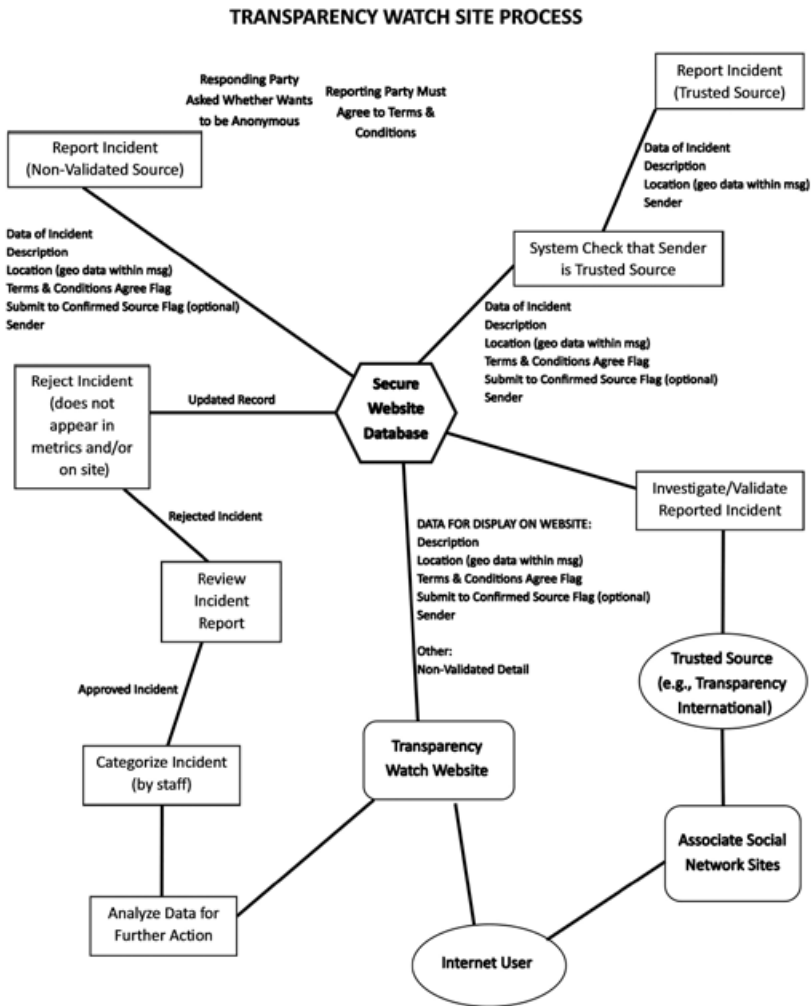 TRANSPARENCY WATCH SITE PROCESS
Responding Party
Asked Whether Wants
to be Anonymous
Reporting Party Must
Agree to Terms &
Conditions
Report Incident
(Trusted Source)
Report Incident
(Non-Validated Source)
Data of Incident
Description
Location (geo data within msg)
Sender
Data of Incident
Description
Location (geo data within msg)
Terms & Conditions Agree Flag
Submit to Confirmed Source Flag (optional)
Sender
System Check that Sender
is Trusted Source
Data of Incident
Description
Location (geo data within msg)
Terms & Conditions Agree Flag
Submit to Confirmed Source Flag (optional)
Sender
Reject Incident
(does not
appear in
metrics and/or
on site)
Updated Record
Secure
Website
Database
Investigate/Validate
Reported Incident
Rejected Incident
DATA FOR DISPLAY ON WEBSITE:
Description
Location (geo data within msg)
Terms & Conditions Agree Flag
Submit to Confirmed Source Flag (optional)
Sender
Other:
Non-Validated Detail
Review
Incident
Report
Trusted Source
(e.g., Transparency
International)
Approved Incident
Categorize Incident
(by staff)
Transparency
Watch Website
Associate Social
Network Sites
Analyze Data for
Further Action
Internet User